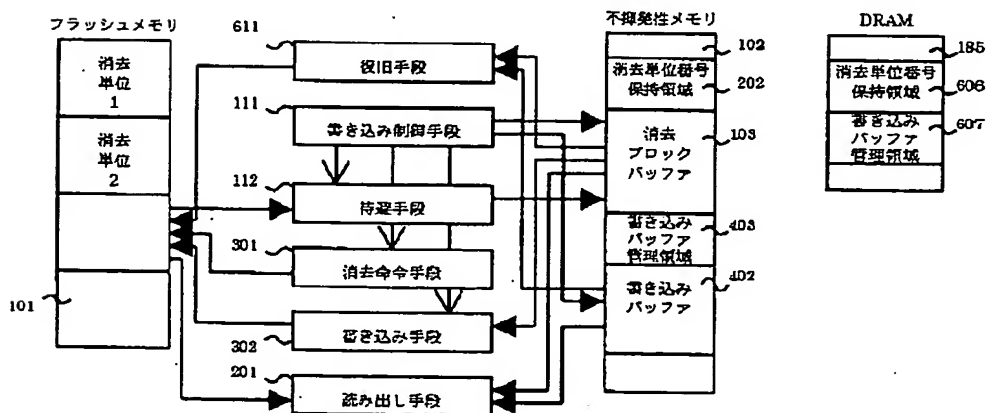 フラッシュメモリ
消去
単位
1
消去
単位
2
101
611
復旧手段
111
書き込み制御手段
112
待避手段
301
消去命令手段
302
書き込み手段
201
読み出し手段
不揮発性メモリ
102
消去単位番号
保持領域
202
消去
ブロック
バッファ
103
書き込み
バッファ
管理領域
403
書き込み
バッファ
402
DRAM
185
消去単位番号
保持領域
606
書き込み
バッファ
管理領域
607